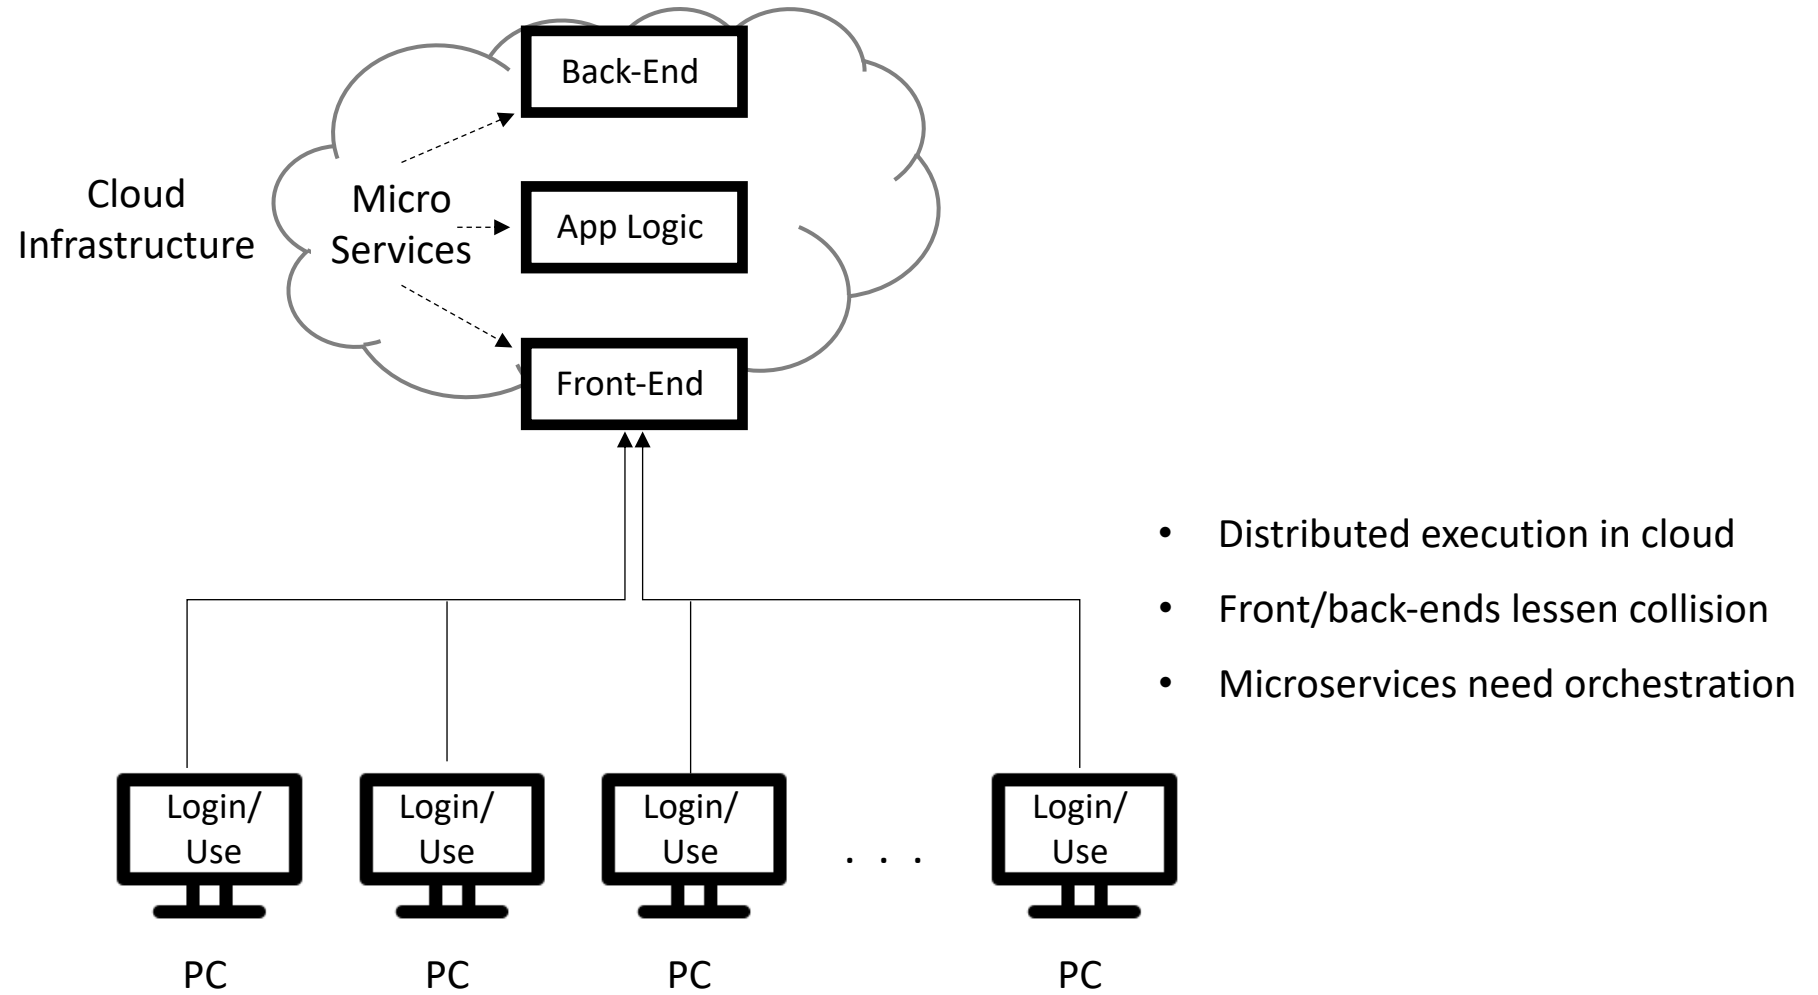 Back-End
Cloud
Infrastructure
Micro
Services
App Logic
Front-End
• Distributed execution in cloud
• Front/back-ends lessen collision
• Microservices need orchestration
Login/
Use
Login/
Use
Login/
Use
. . .
Login/
Use
PC
PC
PC
PC